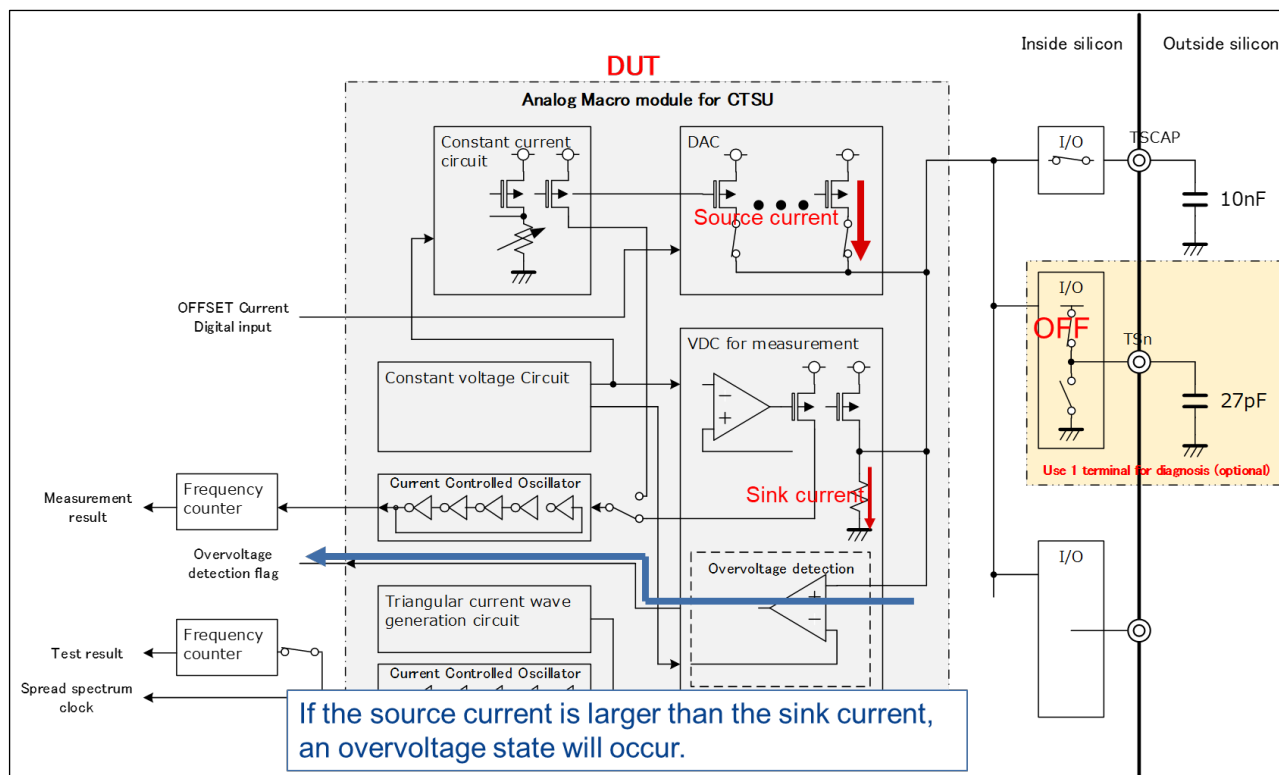 Inside silicon
Outside silicon
DUT
Analog Macro module for CTSU
Constant current
circuit
DAC
I/O
TSCAP
10nF
Source current
OFFSET Current
Digital input
I/O
OFF
TSn
27pF
Use 1 terminal for diagnosis (optional)
Constant voltage Circuit
VDC for measurement
Sink current
Measurement
result
Frequency
counter
Current Controlled Oscillator
Overvoltage
detection flag
Overvoltage detection
I/O
Triangular current wave
generation circuit
Test result
Frequency
counter
Spread spectrum
clock
Current Controlled Oscillator
If the source current is larger than the sink current,
an overvoltage state will occur.